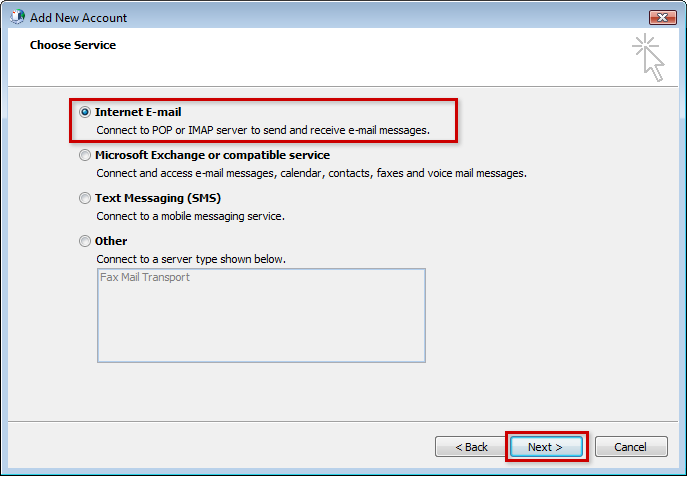 Add New Account
Choose Service
Internet E-mail
Connect to POP or IMAP server to send and receive e-mail messages.
Microsoft Exchange or compatible service
Connect and access e-mail messages, calendar, contacts, faxes and voice mail messages.
Text Messaging (SMS)
Connect to a mobile messaging service.
Other
Connect to a server type shown below.
Fax Mail Transport
< Back Next > Cancel